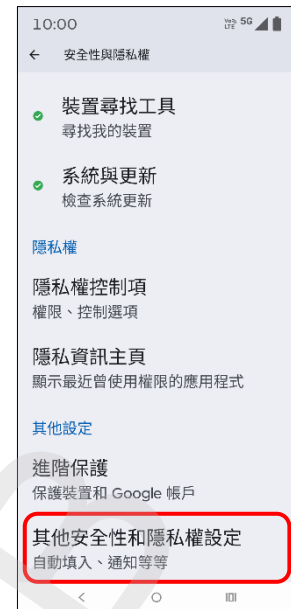 10:00 VoLTE 5G
安全性與隱私權
裝置尋找工具
尋找我的裝置
系統與更新
檢查系統更新
隱私權
隱私權控制項
權限、控制選項
隱私資訊主頁
顯示最近曾使用權限的應用程式
其他設定
進階保護
保護裝置和 Google 帳戶
其他安全性和隱私權設定
自動填入、通知等等